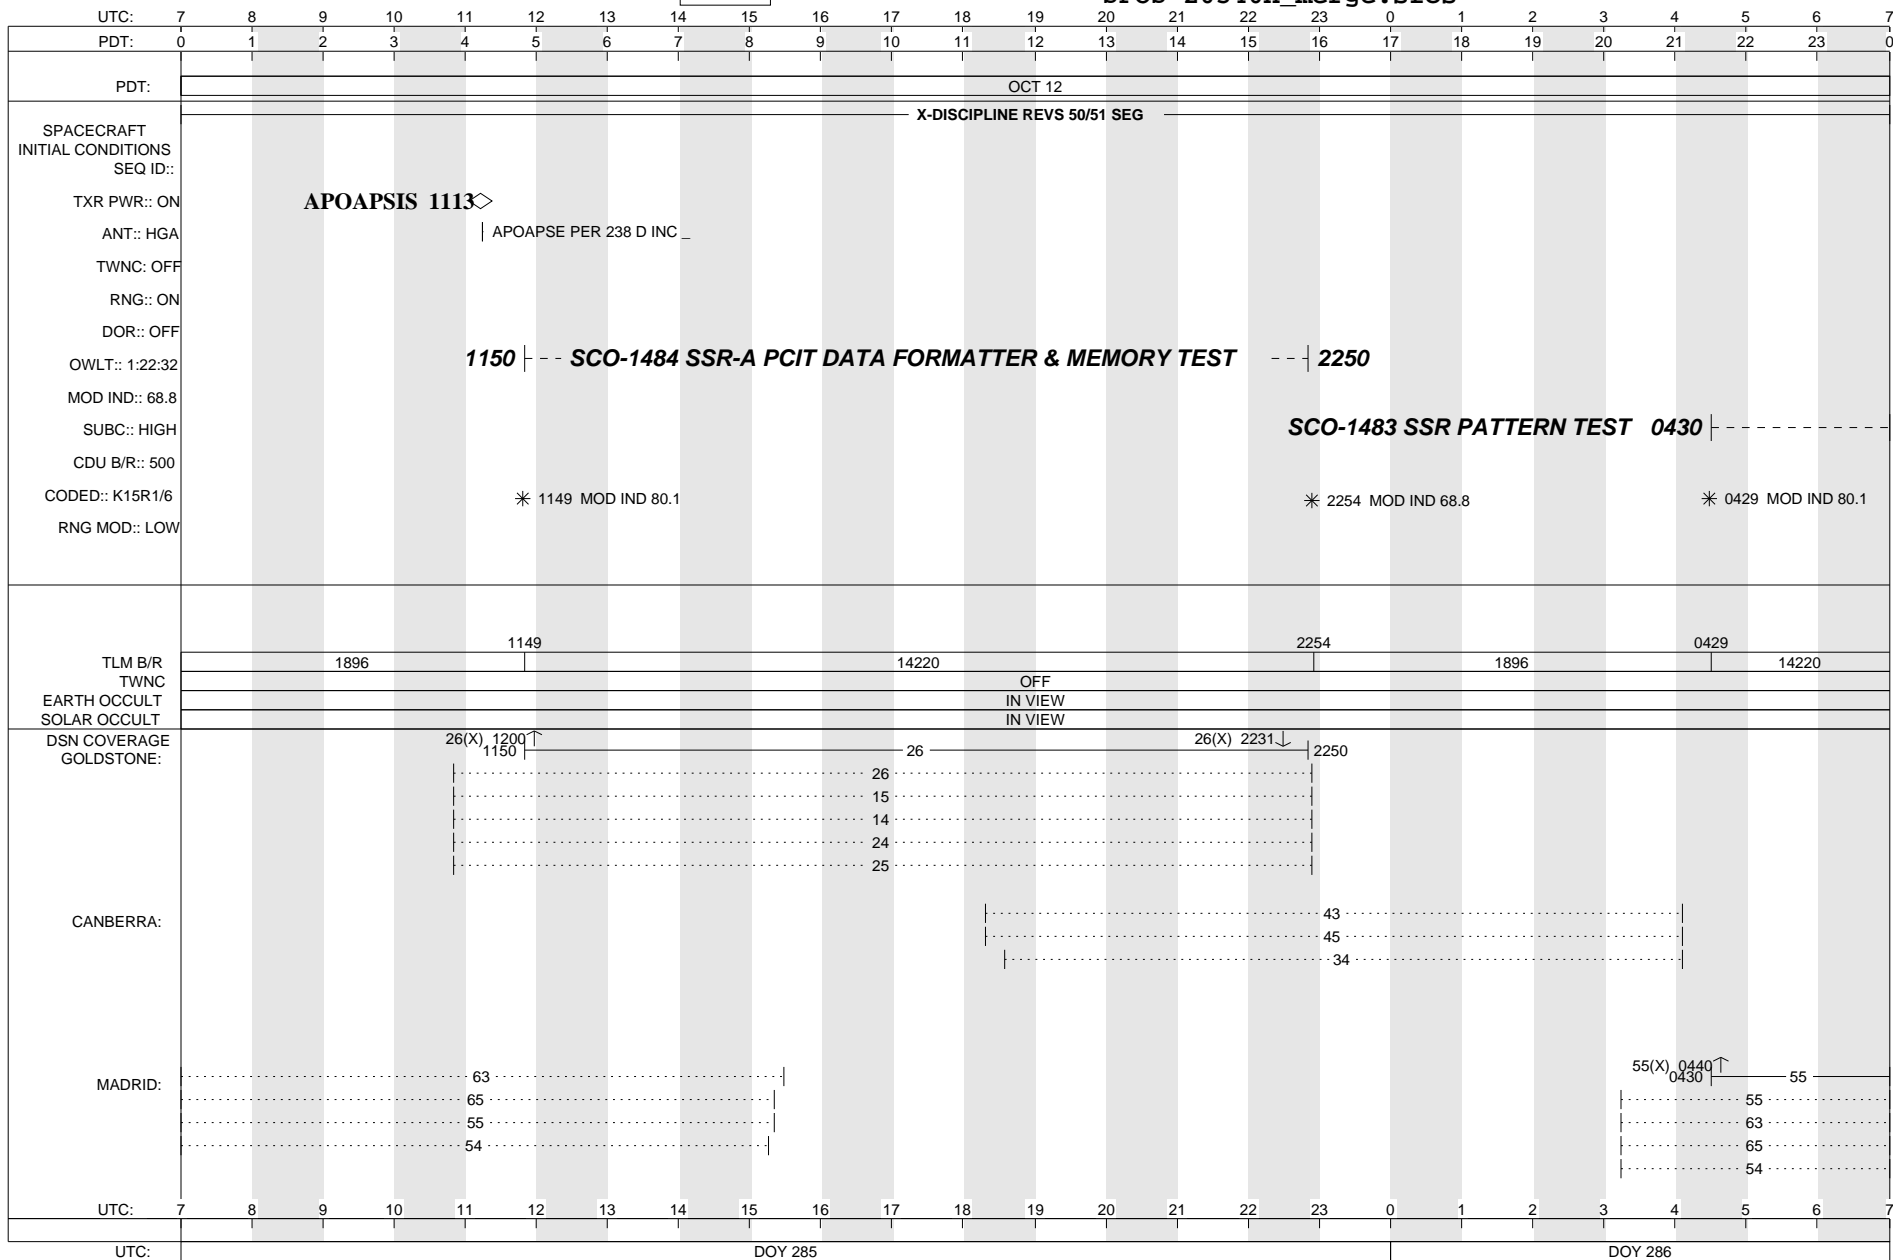 UTC: 7 8 9 10 11 12 13 14 15 16 17 18 19 20 21 22 23 0 1 2 3 4 5 6 7
PDT: 0 1 2 3 4 5 6 7 8 9 10 11 12 13 14 15 16 17 18 19 20 21 22 23 0
PDT: OCT 12
X-DISCIPLINE REVS 50/51 SEG
SPACECRAFT
INITIAL CONDITIONS
SEQ ID::
TXR PWR:: ON APOAPSIS 1113
ANT:: HGA APOAPSE PER 238 D INC _
TWNC: OFF
RNG:: ON
DOR:: OFF
OWLT:: 1:22:32 1150 SCO-1484 SSR-A PCIT DATA FORMATTER & MEMORY TEST 2250
MOD IND:: 68.8
SUBC:: HIGH SCO-1483 SSR PATTERN TEST 0430
CDU B/R:: 500
CODED:: K15R1/6 1149 MOD IND 80.1 2254 MOD IND 68.8 0429 MOD IND 80.1
RNG MOD:: LOW
1149 2254 0429
TLM B/R 1896 14220 1896 14220
TWNC OFF
EARTH OCCULT IN VIEW
SOLAR OCCULT IN VIEW
DSN COVERAGE 26(X) 1200 26(X) 2231
GOLDSTONE: 1150 26 2250
26
15
14
24
25
CANBERRA: 43
45
34
55(X) 0440
MADRID: 63 0430 55
65 55
55 63
54 65
54
UTC: 7 8 9 10 11 12 13 14 15 16 17 18 19 20 21 22 23 0 1 2 3 4 5 6 7
UTC: DOY 285 DOY 286